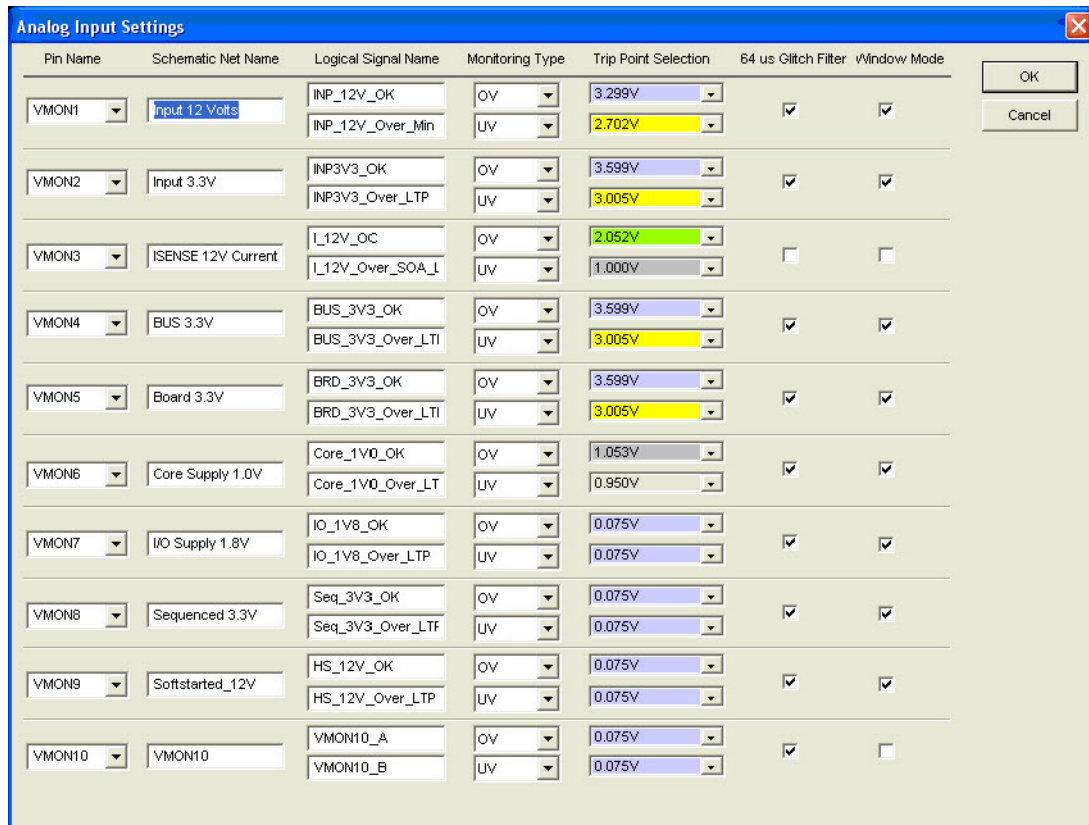 Analog Input Settings
Pin Name Schematic Net Name Logical Signal Name Monitoring Type Trip Point Selection 64 us Glitch Filter Window Mode
OK
Cancel
VMON1 Input 12 Volts
INP_12V_OK OV 3.299V
INP_12V_Over_Min UV 2.702V
VMON2 Input 3.3V
INP3V3_OK OV 3.599V
INP3V3_Over_LTP UV 3.005V
VMON3 ISENSE 12V Current
I_12V_OC OV 2.052V
I_12V_Over_SOA_L UV 1.000V
VMON4 BUS 3.3V
BUS_3V3_OK OV 3.599V
BUS_3V3_Over_LTI UV 3.005V
VMON5 Board 3.3V
BRD_3V3_OK OV 3.599V
BRD_3V3_Over_LTI UV 3.005V
VMON6 Core Supply 1.0V
Core_1V0_OK OV 1.053V
Core_1V0_Over_LT UV 0.950V
VMON7 I/O Supply 1.8V
IO_1V8_OK OV 0.075V
IO_1V8_Over_LTP UV 0.075V
VMON8 Sequenced 3.3V
Seq_3V3_OK OV 0.075V
Seq_3V3_Over_LTF UV 0.075V
VMON9 Softstarted_12V
HS_12V_OK OV 0.075V
HS_12V_Over_LTP UV 0.075V
VMON10 VMON10
VMON10_A OV 0.075V
VMON10_B UV 0.075V